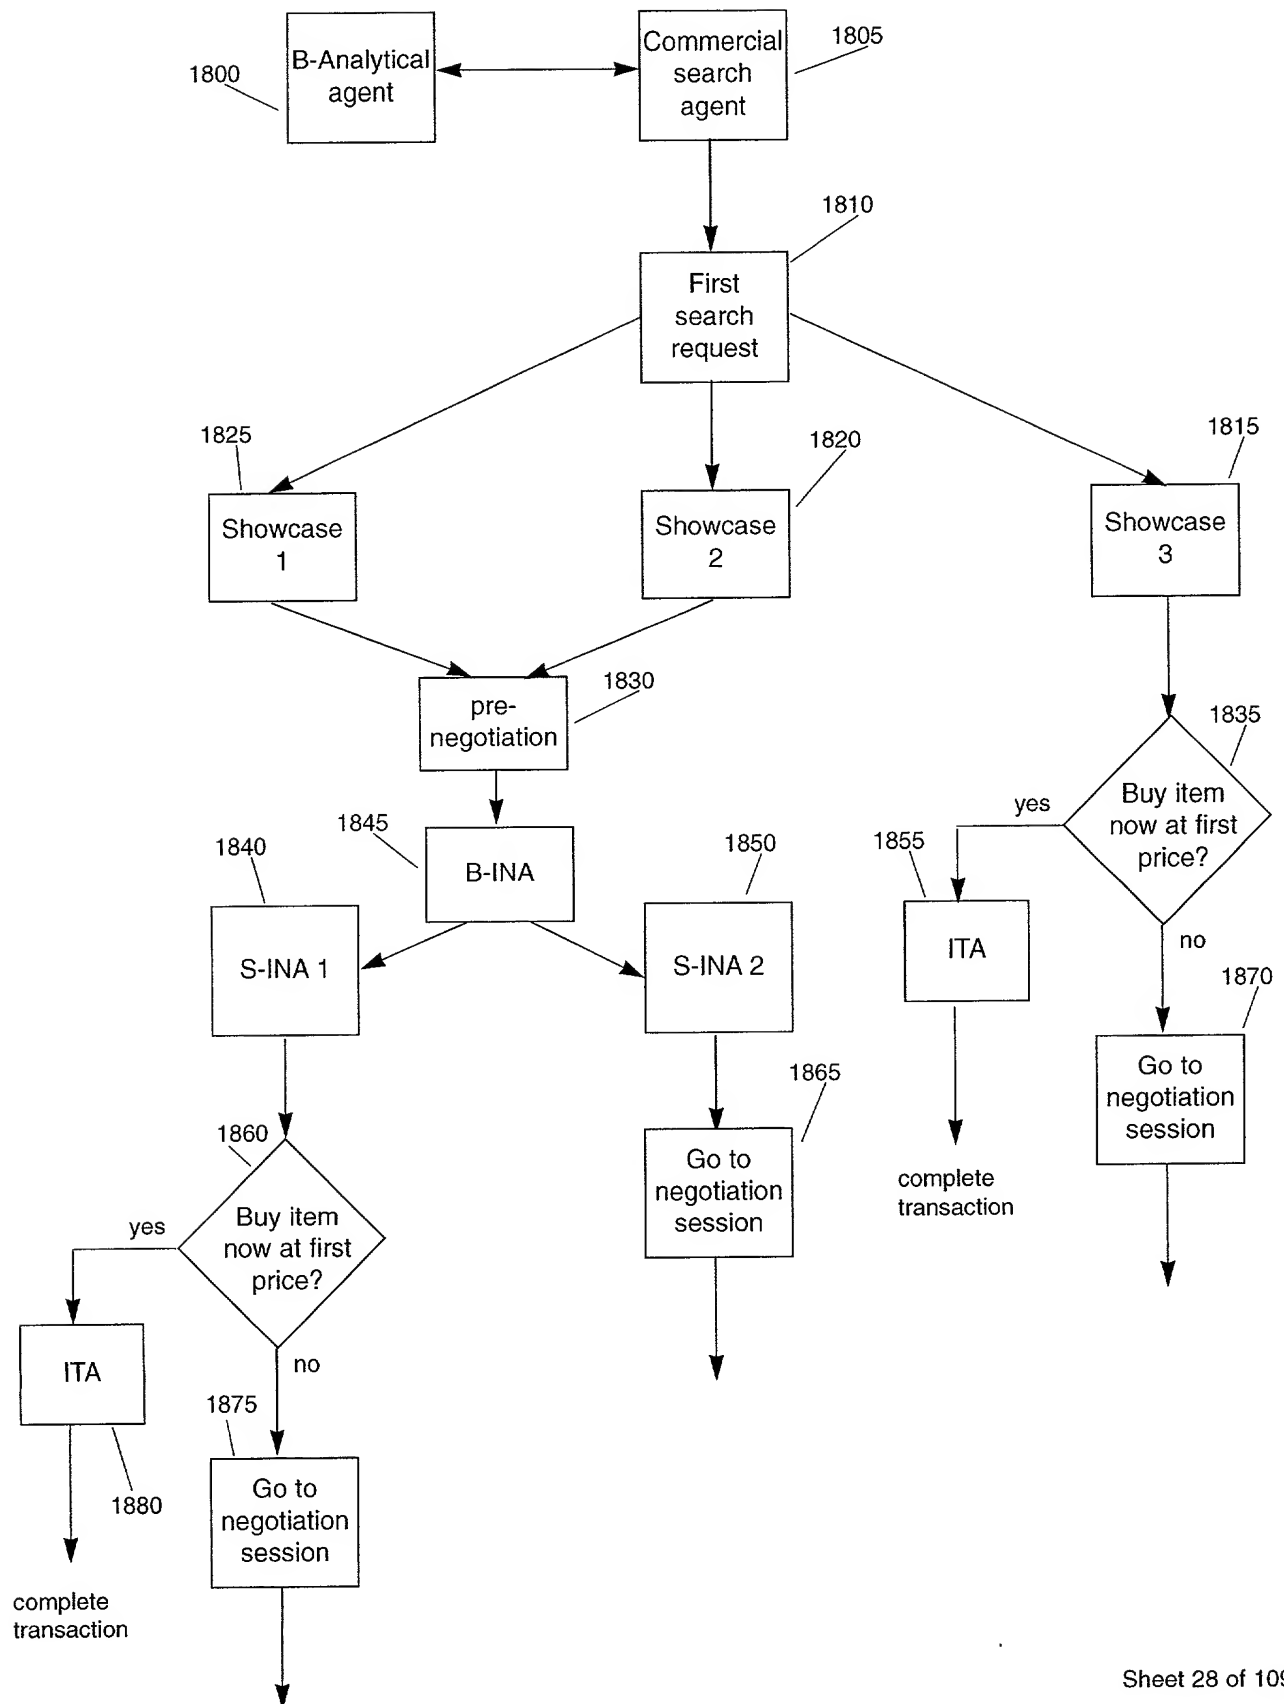 1800
B-Analytical
agent
Commercial
search
agent
1805
1810
First
search
request
1825
1820
1815
Showcase
1
Showcase
2
Showcase
3
pre-
negotiation
1830
1835
Buy item
now at first
price?
yes
no
1840
1845
B-INA
1850
1855
S-INA 1
S-INA 2
ITA
1870
Go to
negotiation
session
1865
Go to
negotiation
session
complete
transaction
1860
Buy item
now at first
price?
yes
no
ITA
1880
1875
Go to
negotiation
session
complete
transaction
Sheet 28 of 109